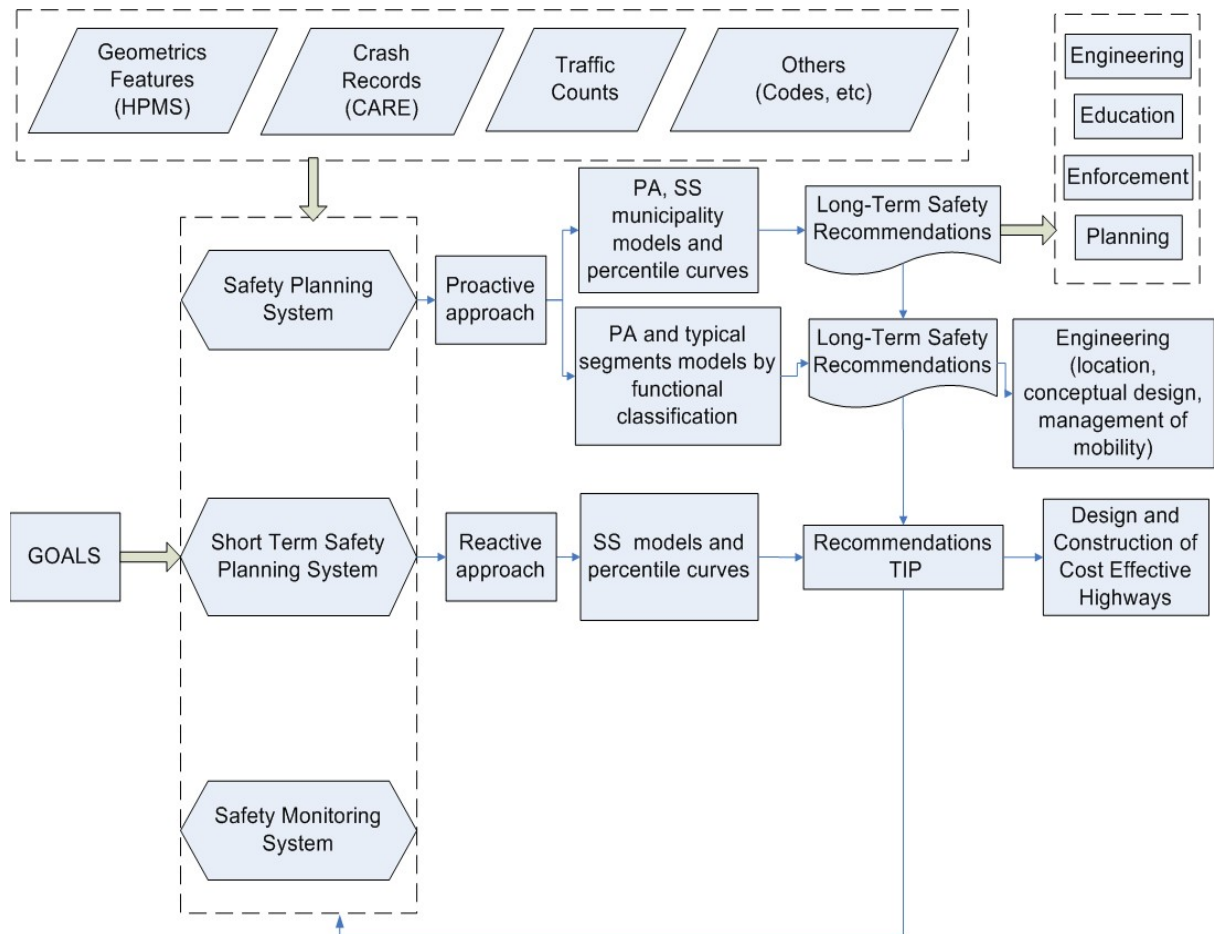 Geometrics
Features
(HPMS)
Crash
Records
(CARE)
Traffic
Counts
Others
(Codes, etc)
Engineering
Education
Enforcement
Planning
PA, SS
municipality
models and
percentile curves
Long-Term Safety
Recommendations
Safety Planning
System
Proactive
approach
PA and typical
segments models by
functional
classification
Long-Term Safety
Recommendations
Engineering
(location,
conceptual design,
management of
mobility)
GOALS
Short Term Safety
Planning System
Reactive
approach
SS models and
percentile curves
Recommendations
TIP
Design and
Construction of
Cost Effective
Highways
Safety Monitoring
System